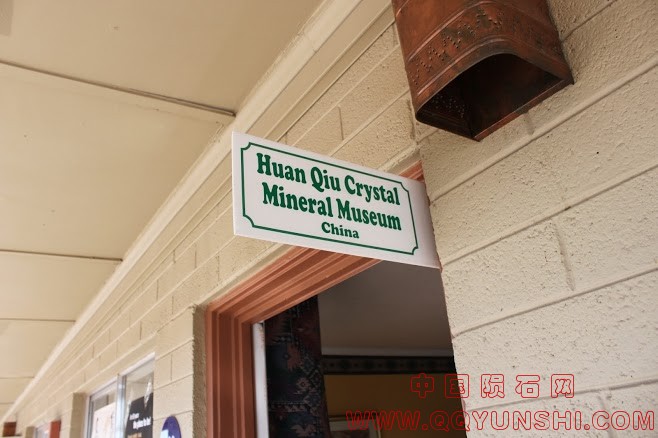 Huan Qiu Crystal
Mineral Museum
China
中国陨石网
WWW.QQYUNSHI.COM